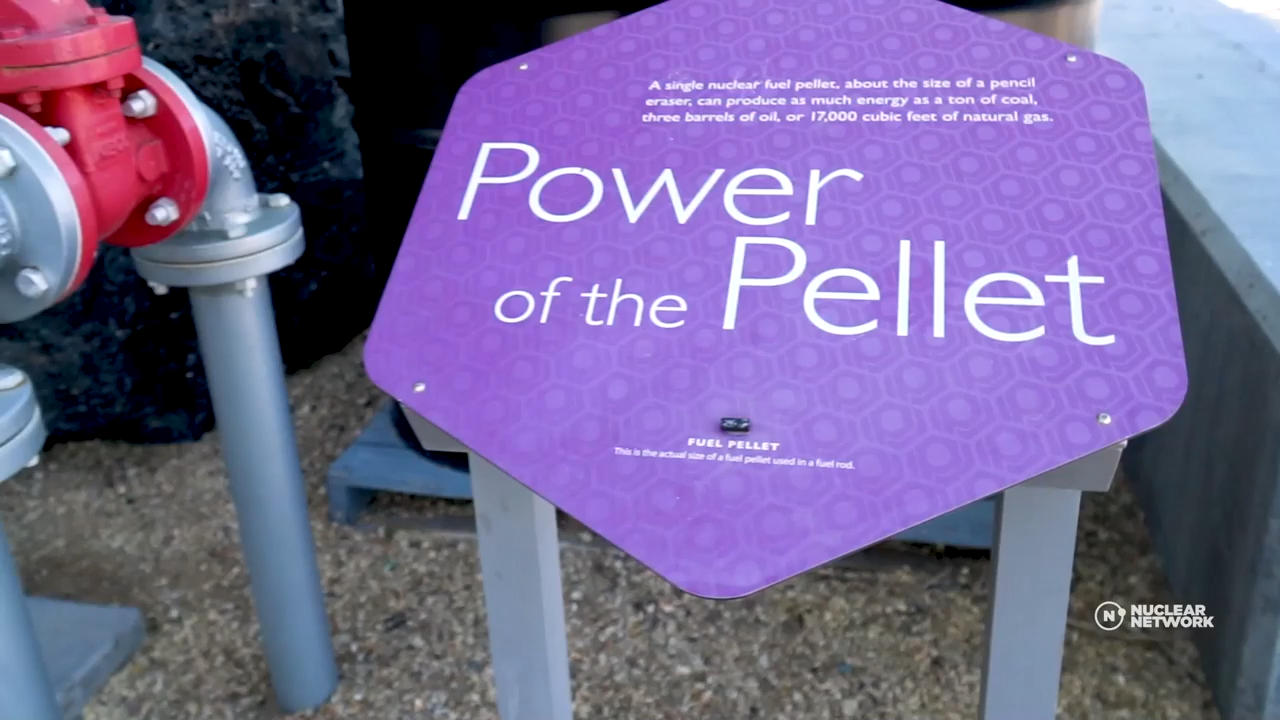 A single nuclear fuel pellet, about the size of a pencil
eraser, can produce as much energy as a ton of coal,
three barrels of oil, or 17,000 cubic feet of natural gas.
Power
of the Pellet
FUEL PELLET
This is the actual size of a fuel pellet used in a fuel rod.
N
NUCLEAR
NETWORK